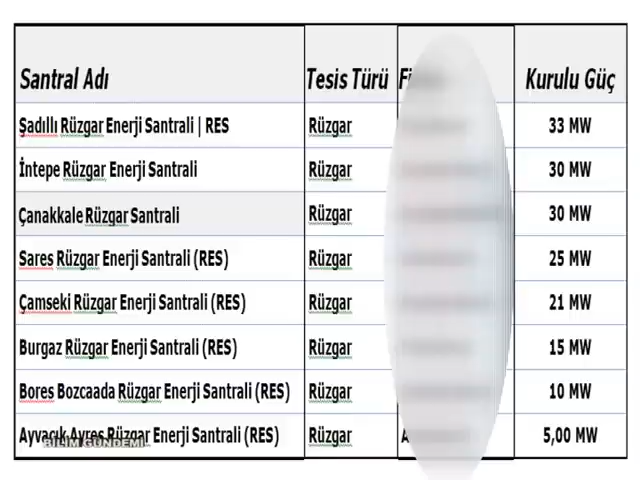 Santral Adı Tesis Türü Kurulu Güç
Şadıllı Rüzgar Enerji Santrali | RES Rüzgar 33 MW
İntepe Rüzgar Enerji Santrali Rüzgar 30 MW
Çanakkale Rüzgar Santrali Rüzgar 30 MW
Sares Rüzgar Enerji Santrali (RES) Rüzgar 25 MW
Çamseki Rüzgar Enerji Santrali (RES) Rüzgar 21 MW
Burgaz Rüzgar Enerji Santrali (RES) Rüzgar 15 MW
Bores Bozcaada Rüzgar Enerji Santrali (RES) Rüzgar 10 MW
Ayvacık Ayres Rüzgar Enerji Santrali (RES) Rüzgar 5,00 MW
BİLİM GÜNDEMİ